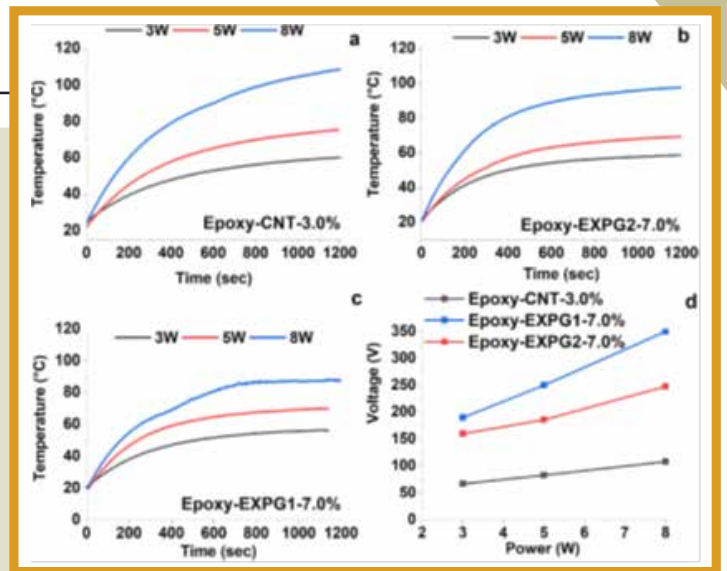 3W 5W 8W
a
120
100
80
60
40
20
Temperature (°C)
Epoxy-CNT-3.0%
0 200 400 600 800 1000 1200
Time (sec)
3W 5W 8W
b
120
100
80
60
40
20
Temperature (°C)
Epoxy-EXPG2-7.0%
0 200 400 600 800 1000 1200
Time (sec)
c
3W 5W 8W
120
100
80
60
40
20
0
Temperature (°C)
Epoxy-EXPG1-7.0%
0 200 400 600 800 1000 1200
Time (sec)
Epoxy-CNT-3.0%
d
Epoxy-EXPG1-7.0%
Epoxy-EXPG2-7.0%
350
300
250
200
150
100
50
0
Voltage (V)
2 3 4 5 6 7 8
Power (W)